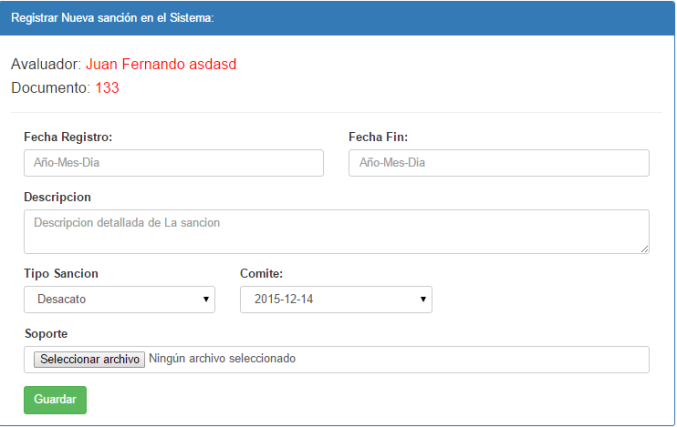 Registrar Nueva sanción en el Sistema:
Avaluador: Juan Fernando asdasd
Documento: 133
Fecha Registro: Fecha Fin:
Año-Mes-Dia Año-Mes-Dia
Descripcion
Descripcion detallada de La sancion
Tipo Sancion Comite:
Desacato 2015-12-14
Soporte
Seleccionar archivo Ningún archivo seleccionado
Guardar